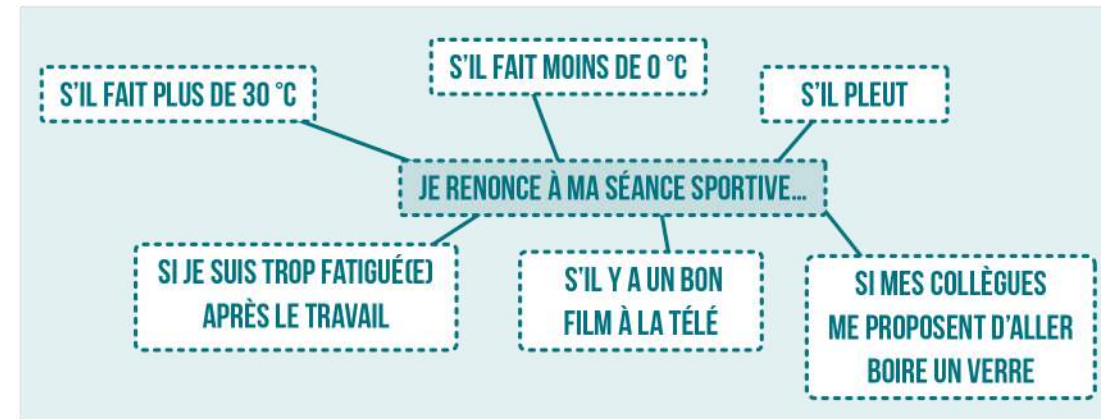 S'IL FAIT MOINS DE 0 °C
S'IL FAIT PLUS DE 30 °C
S'IL PLEUT
JE RENONCE À MA SÉANCE SPORTIVE...
SI JE SUIS TROP FATIGUÉ(E)
APRÈS LE TRAVAIL
S'IL Y A UN BON
FILM À LA TÉLÉ
SI MES COLLÈGUES
ME PROPOSENT D'ALLER
BOIRE UN VERRE